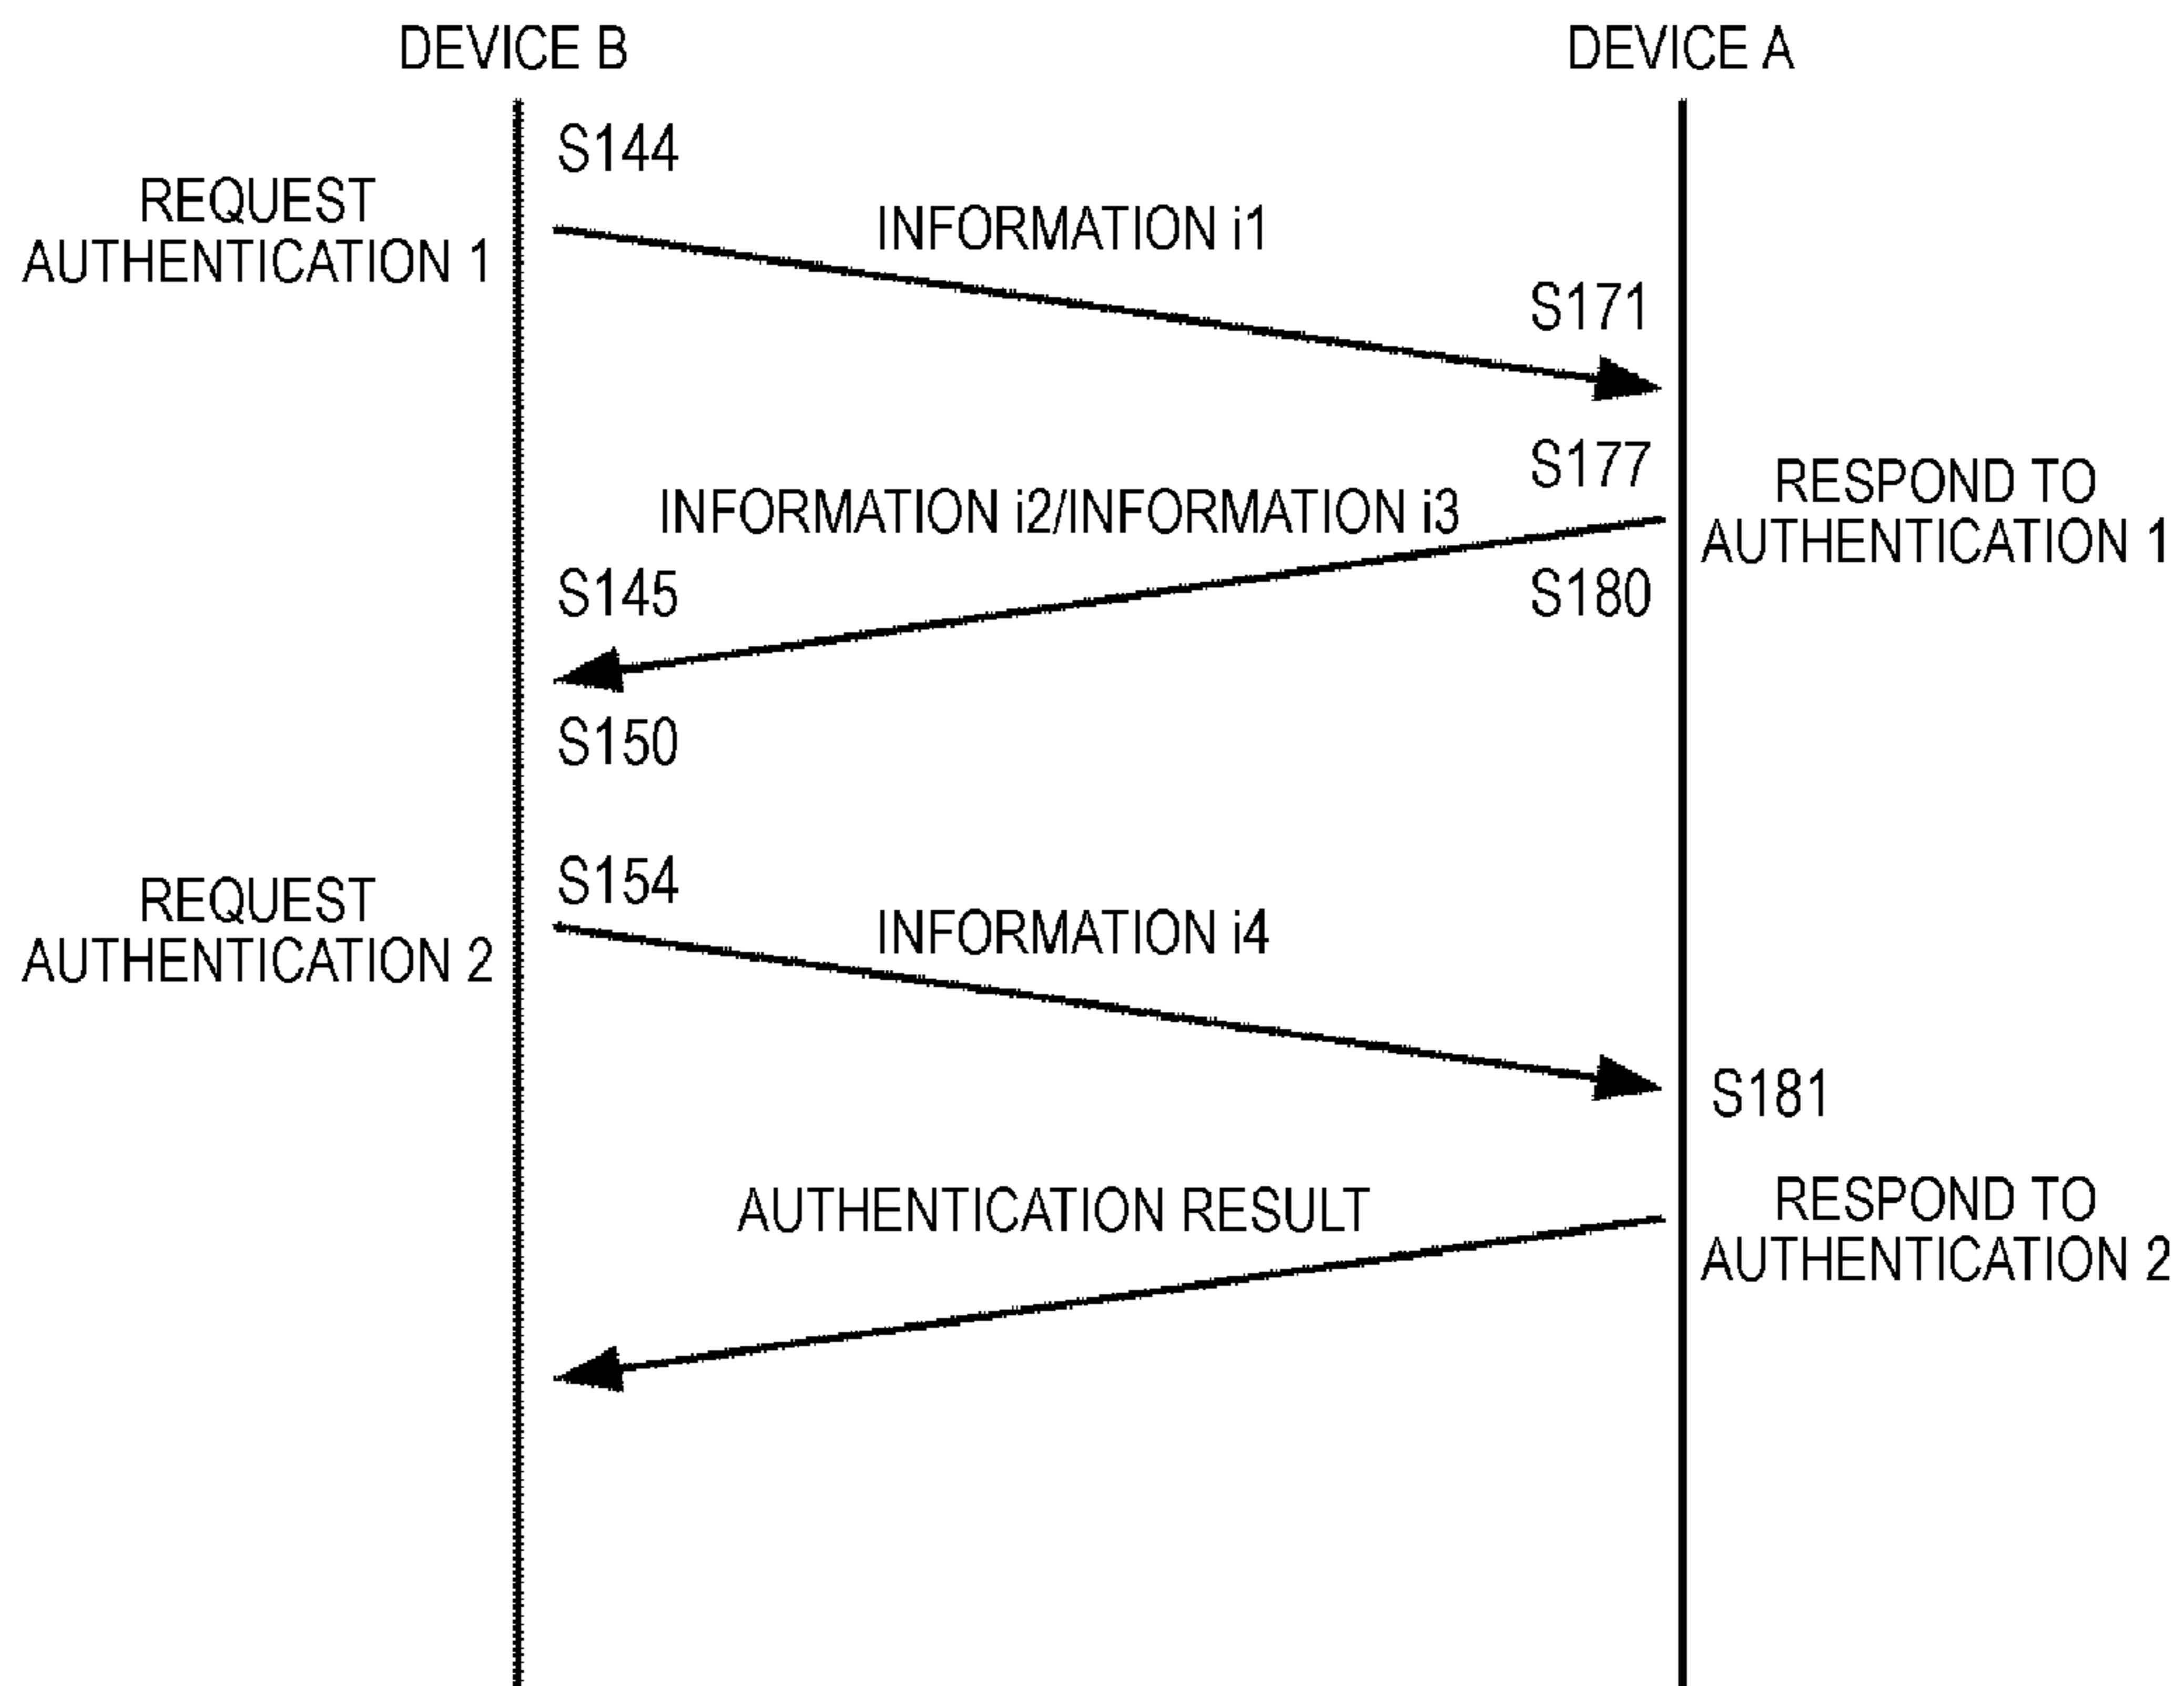 DEVICE B
DEVICE A
S144
REQUEST
AUTHENTICATION 1
INFORMATION i1
S171
S177
RESPOND TO
AUTHENTICATION 1
INFORMATION i2/INFORMATION i3
S145
S180
S150
S154
REQUEST
AUTHENTICATION 2
INFORMATION i4
S181
AUTHENTICATION RESULT
RESPOND TO
AUTHENTICATION 2